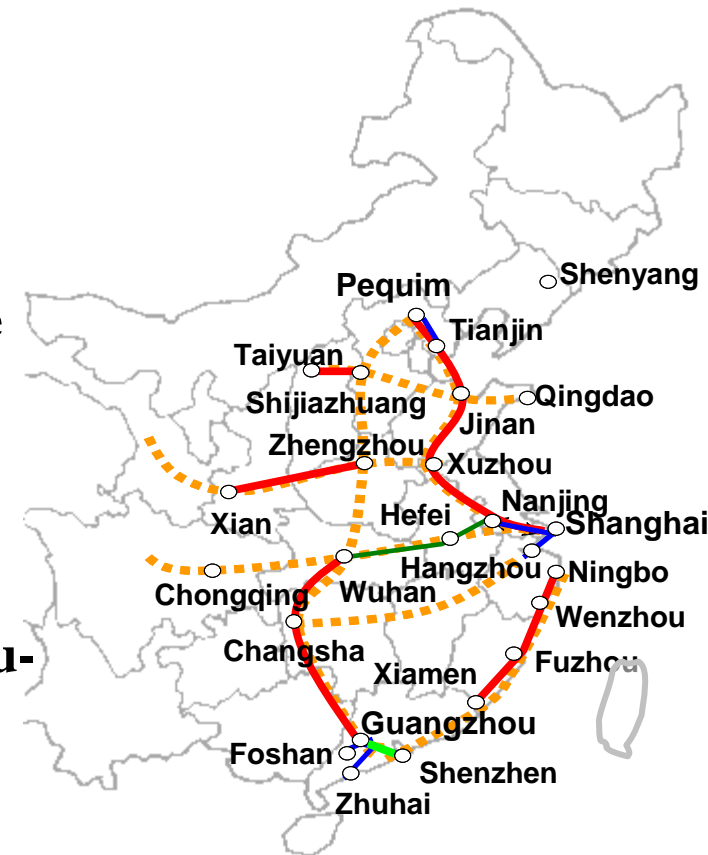 Shenyang
Pequim
Tianjin
e
Taiyuan
Qingdao
Shijiazhuang
Jinan
Zhengzhou
Xuzhou
Nanjing
Hefei
Shanghai
Xian
Hangzhou
Ningbo
Chongqing
Wuhan
Wenzhou
Changsha
u-
Fuzhou
Xiamen
Guangzhou
Foshan
Shenzhen
Zhuhai